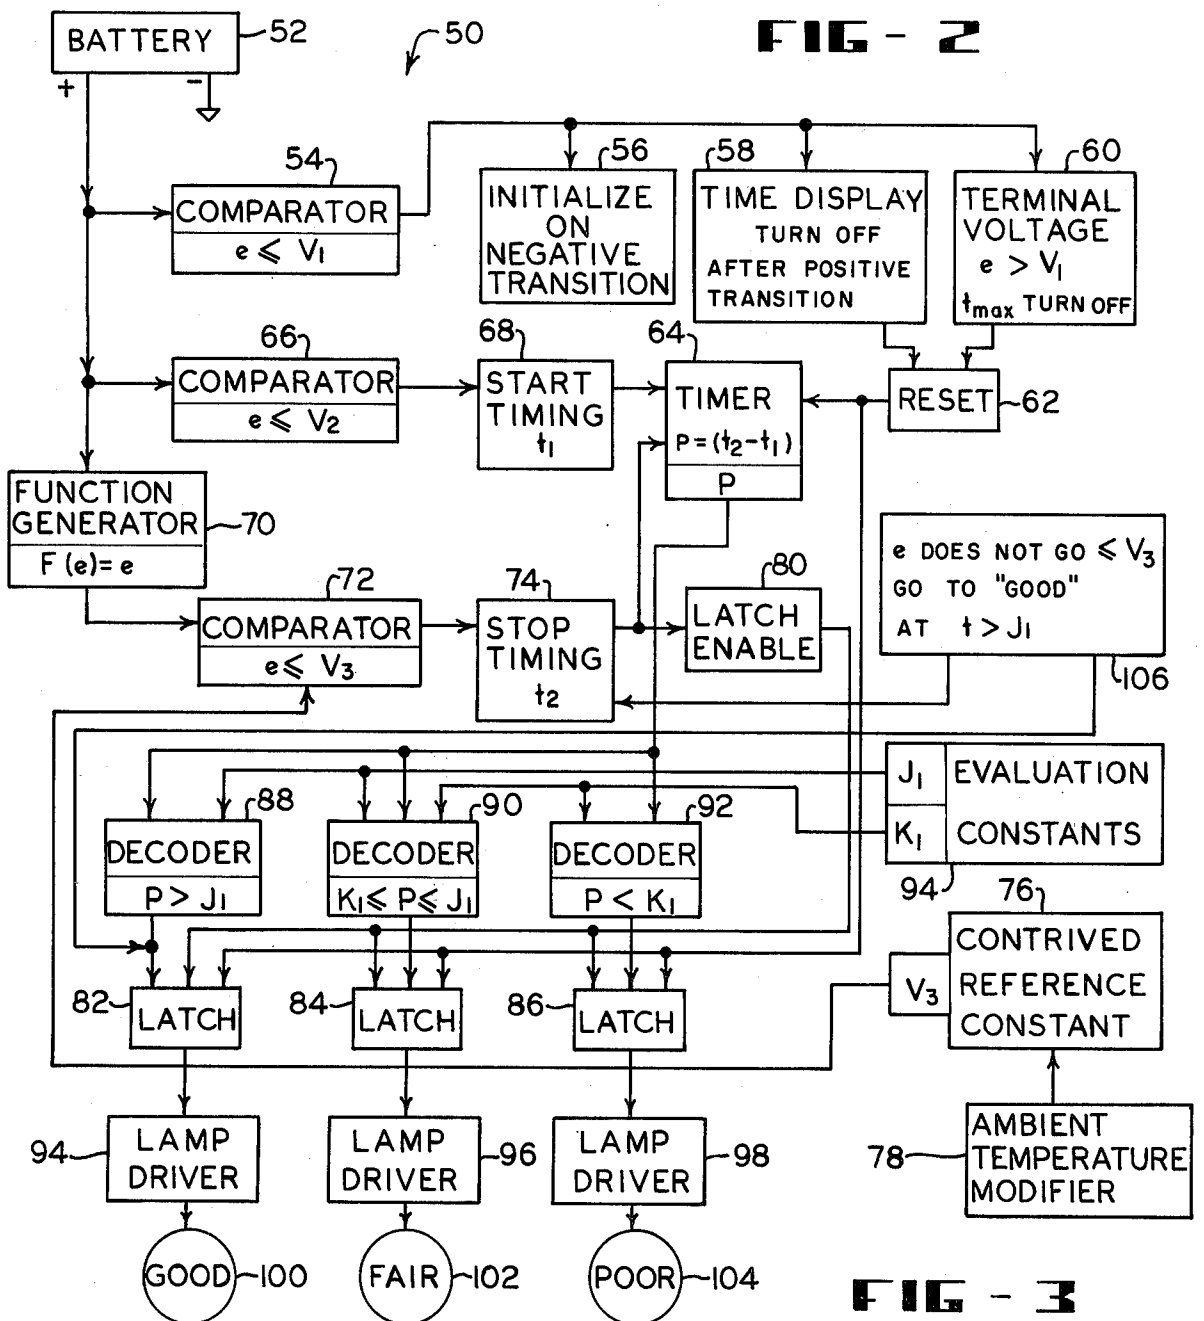 FIG - 2
BATTERY
52
50
+
-
54
COMPARATOR
e ⩽ V₁
56
INITIALIZE
ON
NEGATIVE
TRANSITION
58
TIME DISPLAY
TURN OFF
AFTER POSITIVE
TRANSITION
60
TERMINAL
VOLTAGE
e > V₁
tmax TURN OFF
66
COMPARATOR
e ⩽ V₂
68
START
TIMING
t₁
64
TIMER
P=(t₂-t₁)
P
RESET
62
FUNCTION
GENERATOR
F(e)= e
70
72
COMPARATOR
e⩽ V₃
74
STOP
TIMING
t₂
80
LATCH
ENABLE
e DOES NOT GO ⩽ V₃
GO TO "GOOD"
AT t > J₁
106
J₁
K₁
EVALUATION
CONSTANTS
94
88
DECODER
P > J₁
90
DECODER
K₁⩽ P⩽ J₁
92
DECODER
P < K₁
76
CONTRIVED
REFERENCE
CONSTANT
V₃
82
LATCH
84
LATCH
86
LATCH
94
LAMP
DRIVER
LAMP
DRIVER
96
LAMP
DRIVER
98
78
AMBIENT
TEMPERATURE
MODIFIER
GOOD
100
FAIR
102
POOR
104
FIG - 3